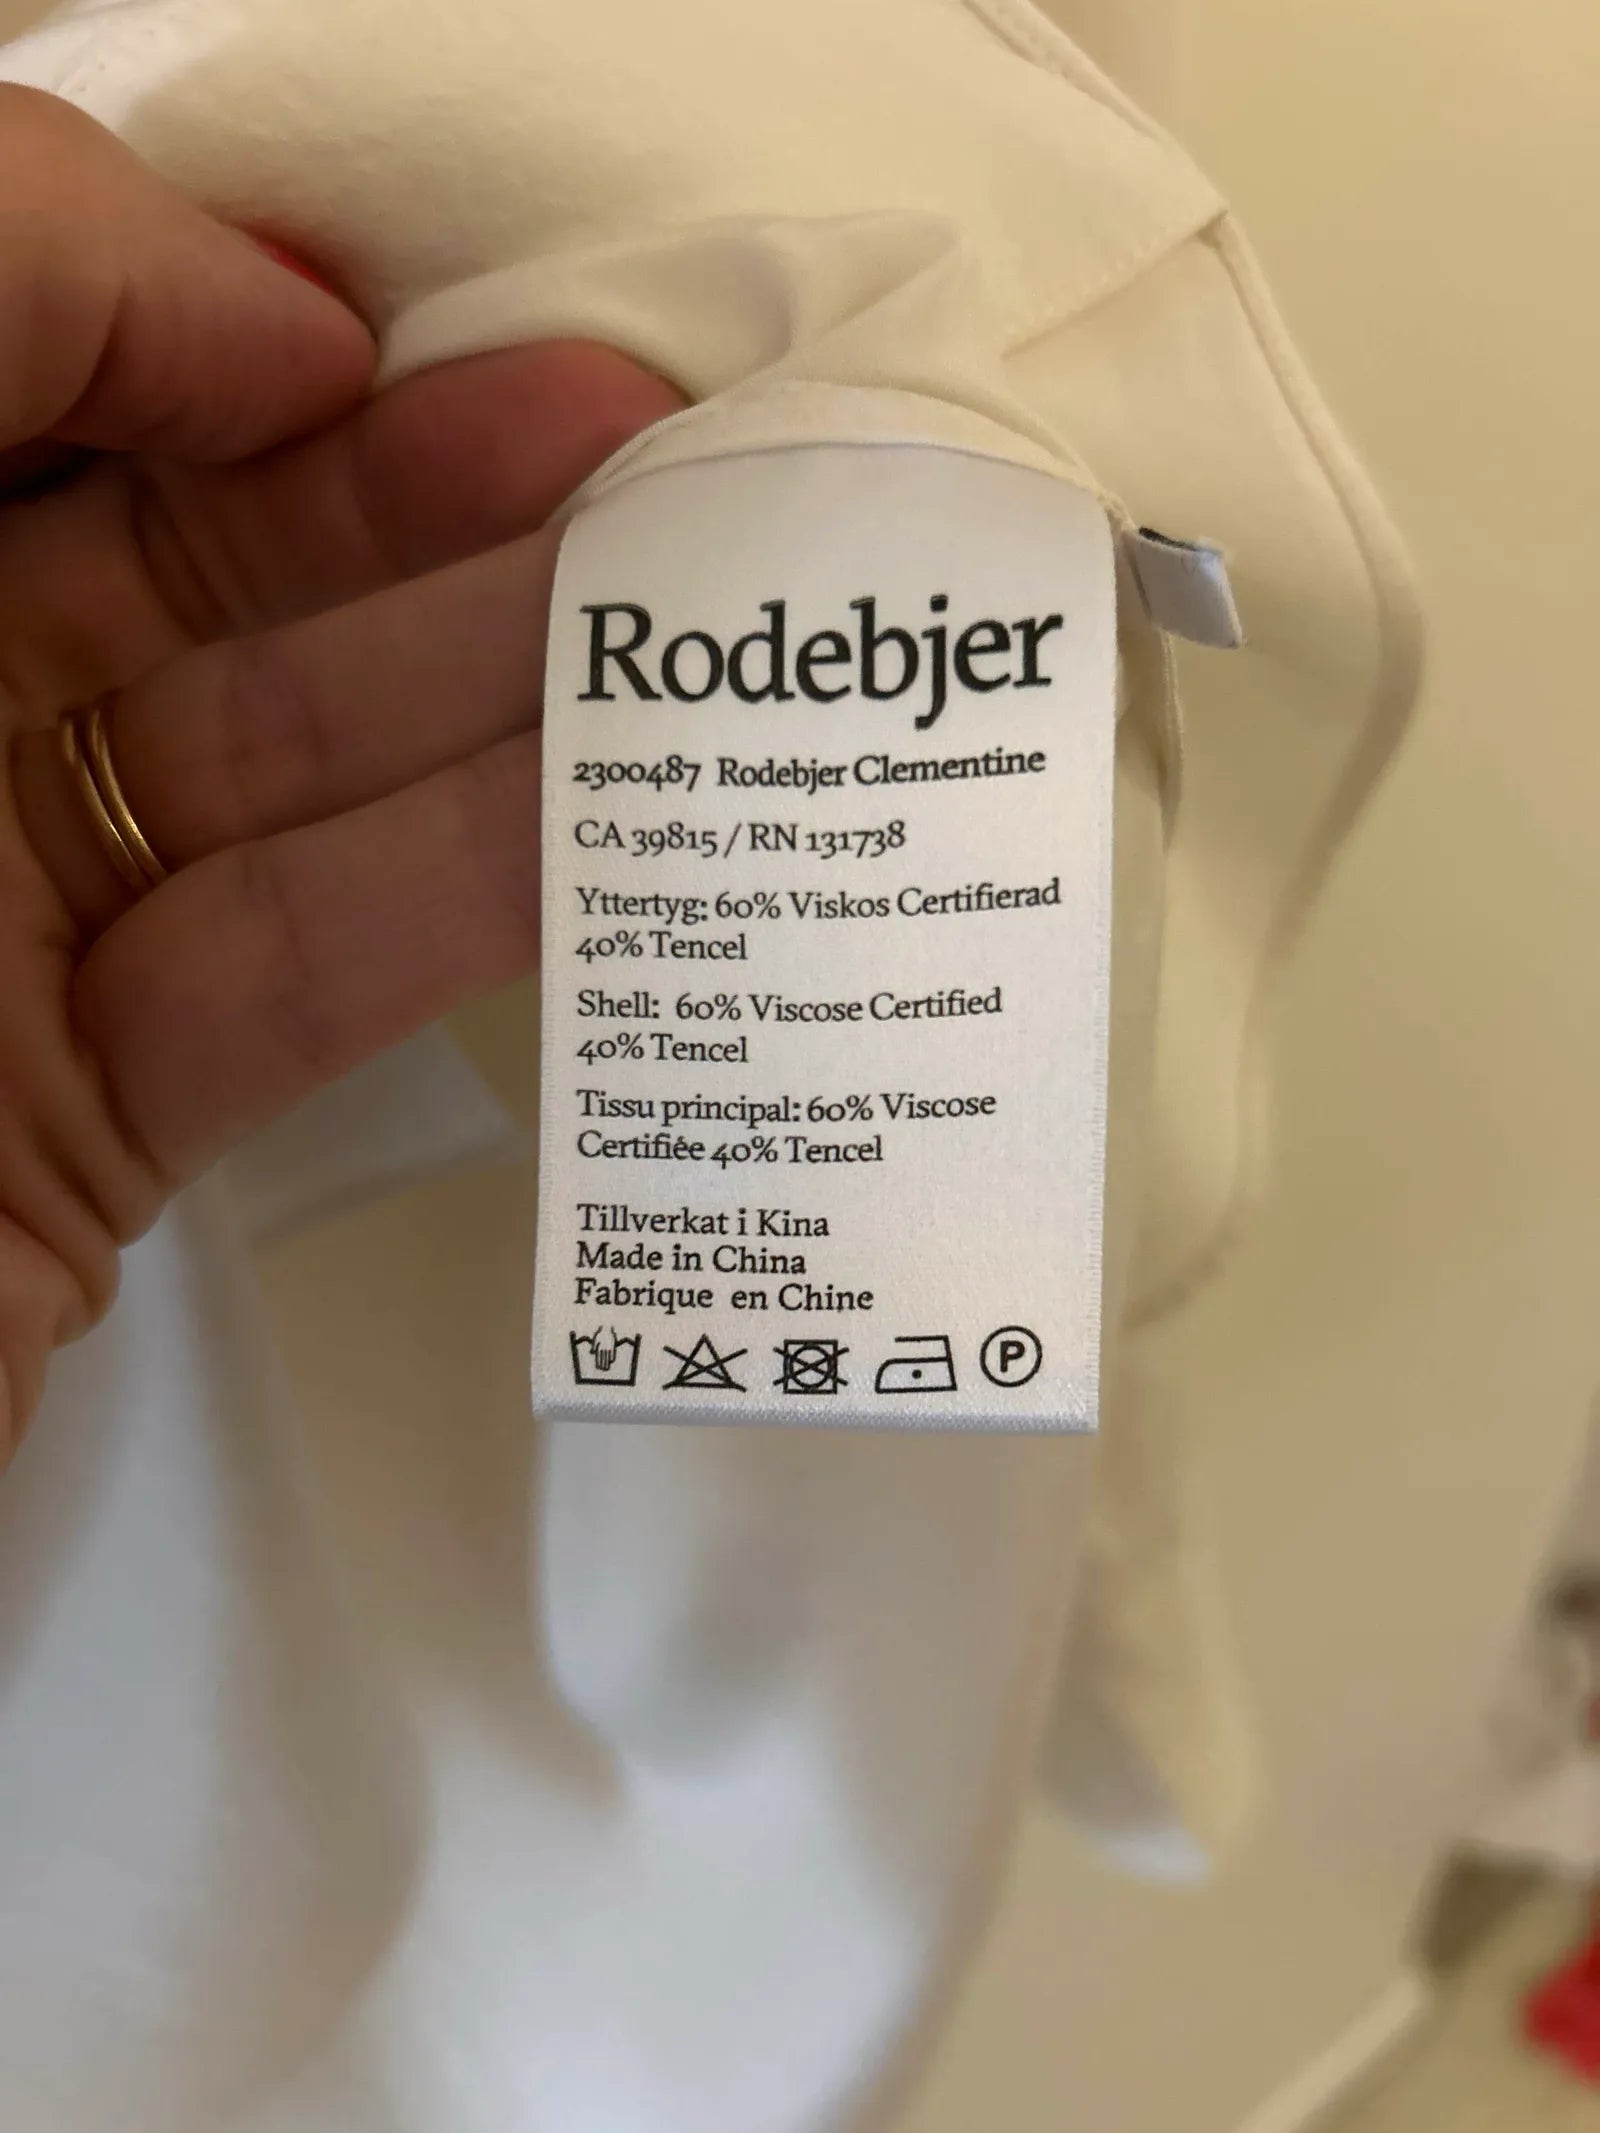 Rodebjer
2300487 Rodebjer Clementine
CA 39815 / RN 131738
Yttertyg: 60% Viskos Certifierad
40% Tencel
Shell: 60% Viscose Certified
40% Tencel
Tissu principal: 60% Viscose
Certifiée 40% Tencel
Tillverkat i Kina
Made in China
Fabrique en Chine
P